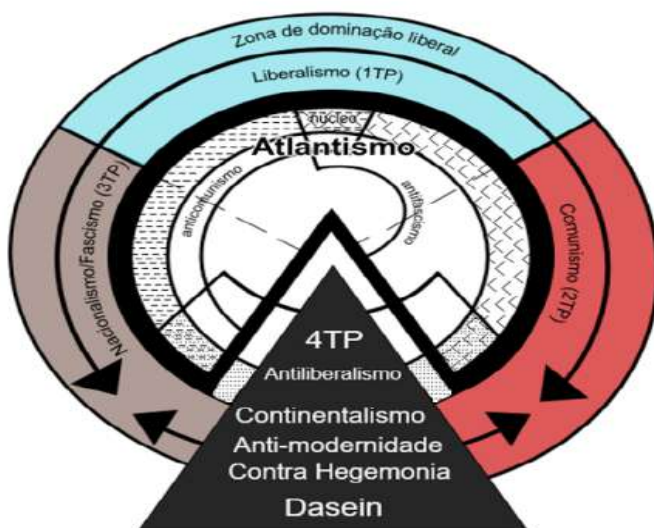 Zona de dominação liberal
Liberalismo (1TP)
núcleo
Atlantismo
anticomunismo
antifascismo
Nacionalismo/Fascismo (3TP)
Comunismo (2TP)
4TP
Antiliberalismo
Continentalismo
Anti-modernidade
Contra Hegemonia
Dasein